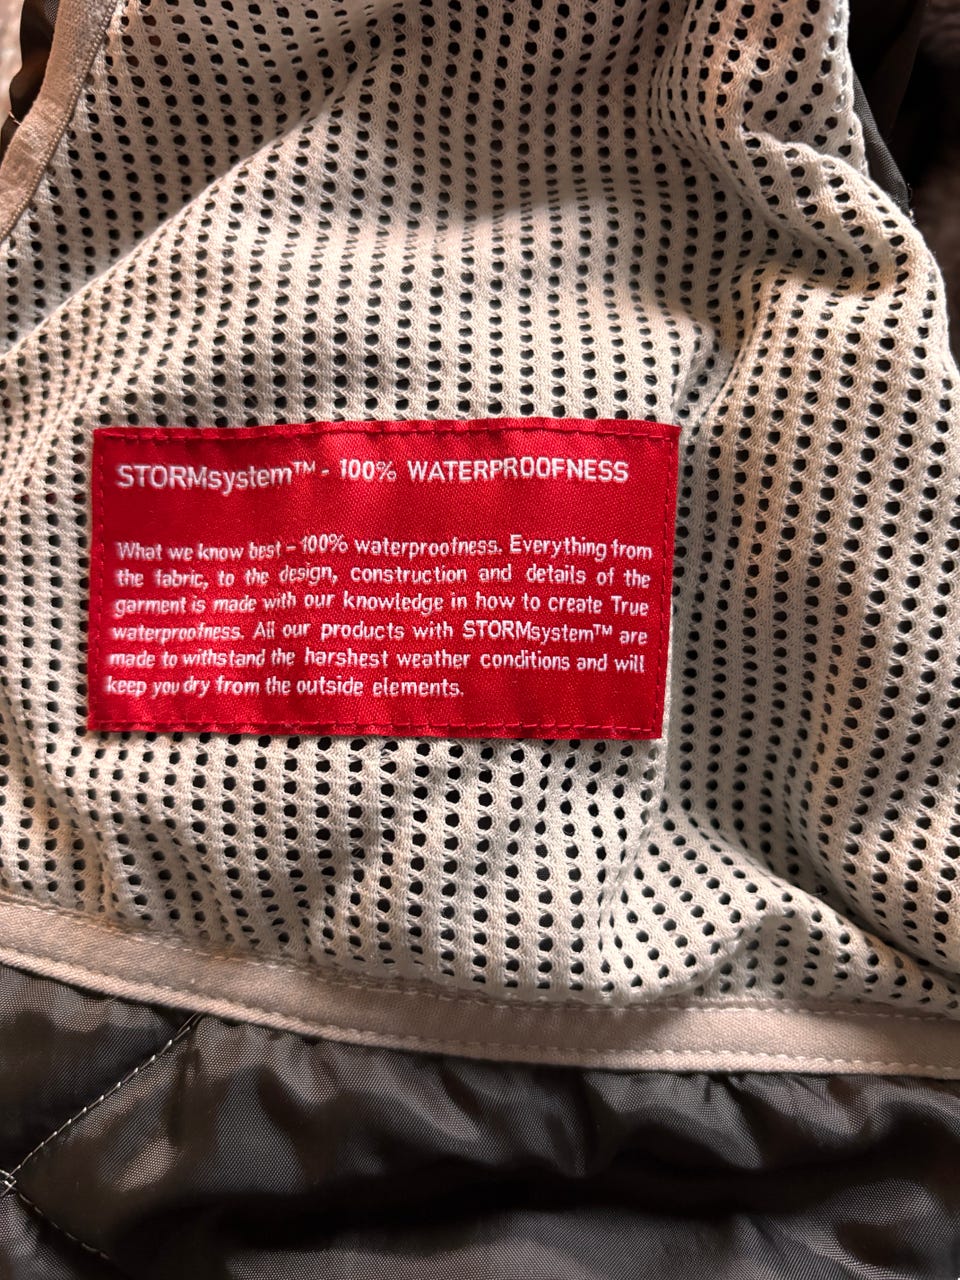 STORMsystem™ - 100% WATERPROOFNESS
What we know best - 100% waterproofness. Everything from
the fabric, to the design, construction and details of the
garment is made with our knowledge in how to create True
waterproofness. All our products with STORMsystem™ are
made to withstand the harshest weather conditions and will
keep you dry from the outside elements.